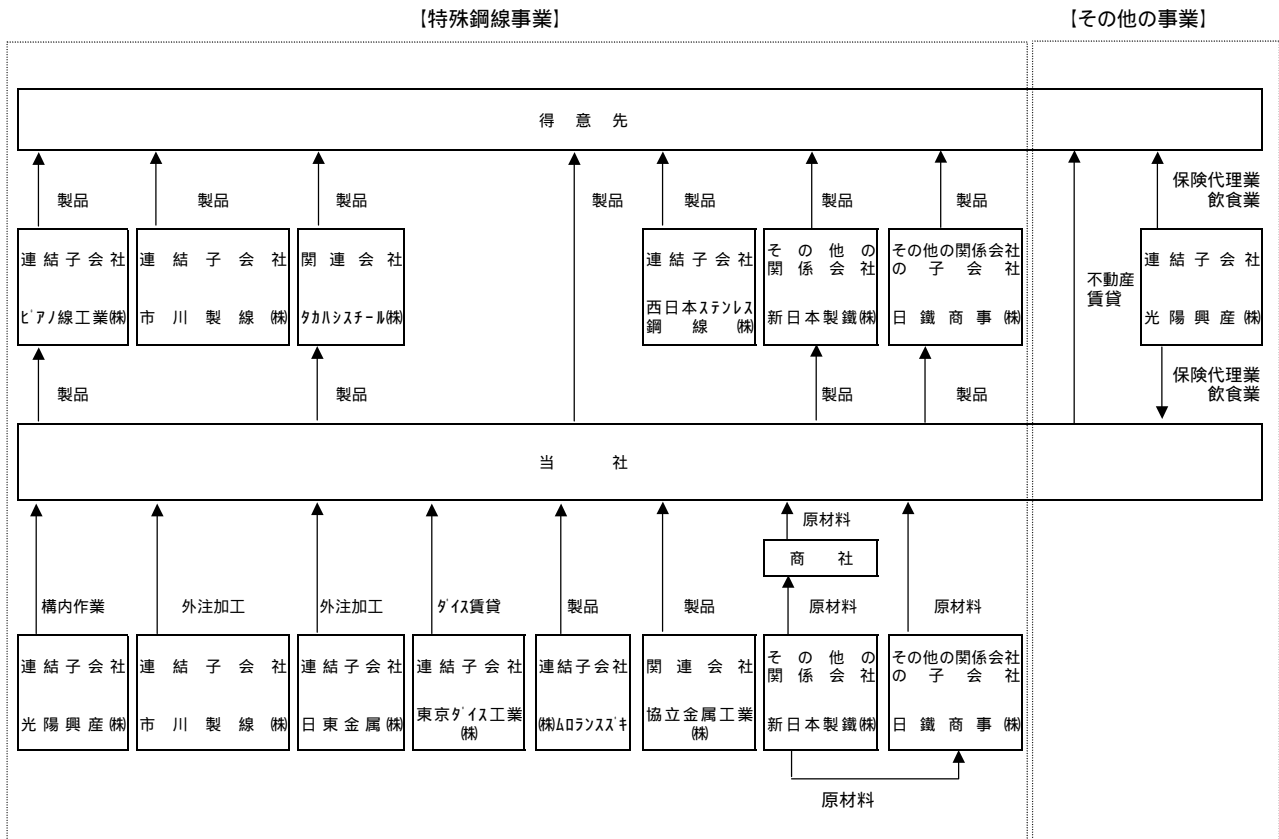 【特殊鋼線事業】
【その他の事業】
得意先
製品
製品
製品
製品
製品
製品
製品
保険代理業
飲食業
連結子会社
ピアノ線工業㈱
連結子会社
市川製線㈱
関連会社
タカハシスチール㈱
連結子会社
西日本ステンレス
鋼線㈱
その他の
関係会社
新日本製鐵㈱
その他の関係会社
の子会社
日鐵商事㈱
不動産
賃貸
連結子会社
光陽興産㈱
製品
製品
製品
製品
保険代理業
飲食業
当社
原材料
商社
構内作業
外注加工
外注加工
ダイス賃貸
製品
製品
原材料
原材料
連結子会社
光陽興産㈱
連結子会社
市川製線㈱
連結子会社
日東金属㈱
連結子会社
東京ダイス工業
㈱
連結子会社
㈱ムロランスズキ
関連会社
協立金属工業
㈱
その他の
関係会社
新日本製鐵㈱
その他の関係会社
の子会社
日鐵商事㈱
原材料